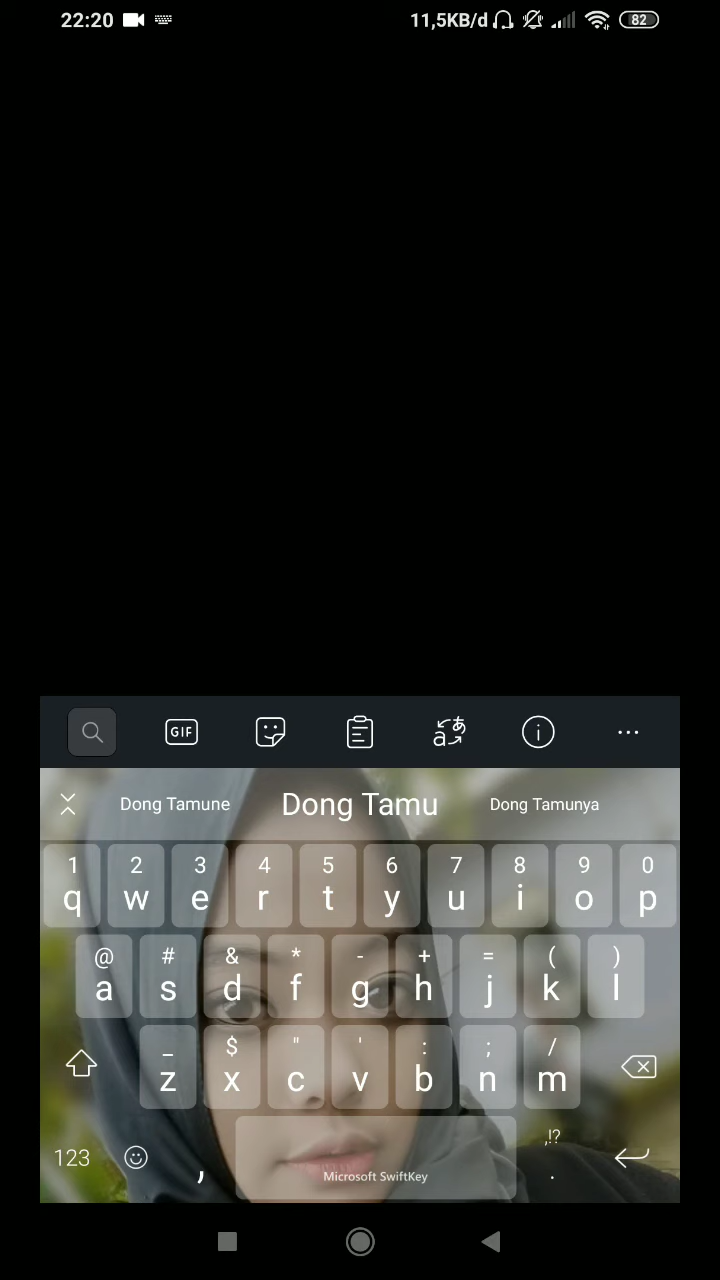 22:20 11,5KB/d 82
GIF
Dong Tamune Dong Tamu Dong Tamunya
1 2 3 4 5 6 7 8 9 0
q w e r t y u i o p
@ # & * - + = ( )
a s d f g h j k l
_ $ " ' : ; /
z x c v b n m
,!?
123 , Microsoft SwiftKey .